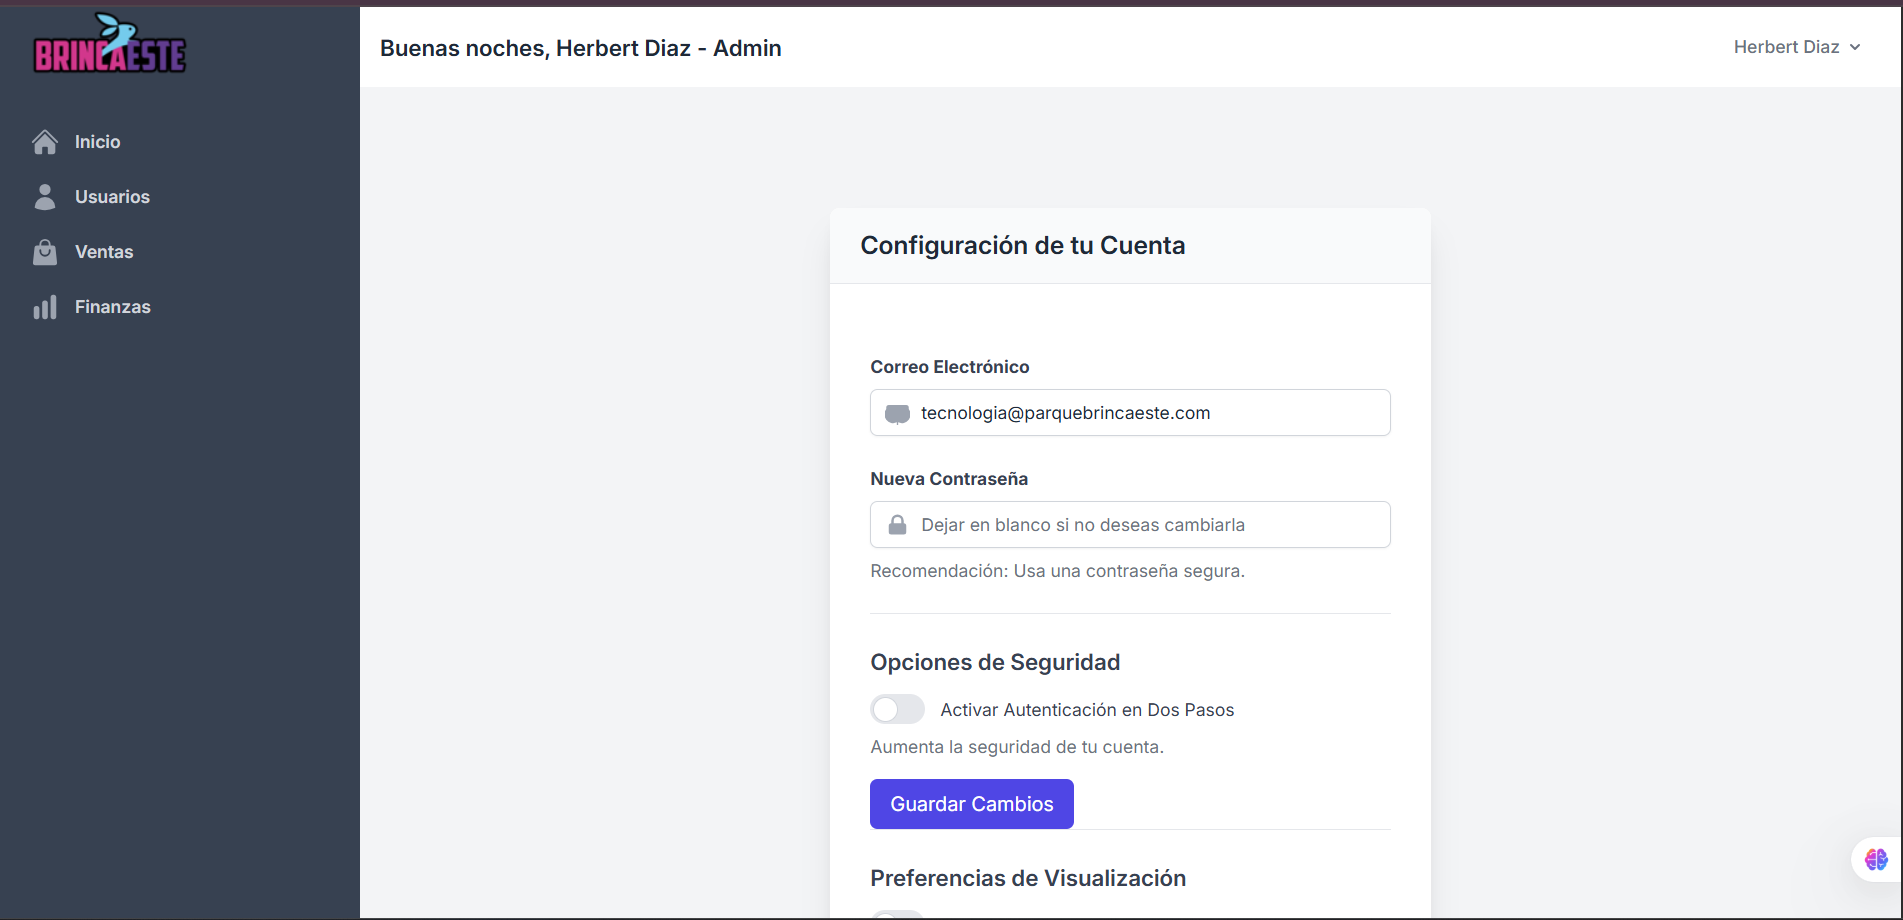 BRINCAESTE
Buenas noches, Herbert Diaz - Admin
Herbert Diaz
Inicio
Usuarios
Ventas
Finanzas
Configuración de tu Cuenta
Correo Electrónico
tecnologia@parquebrincaeste.com
Nueva Contraseña
Dejar en blanco si no deseas cambiarla
Recomendación: Usa una contraseña segura.
Opciones de Seguridad
Activar Autenticación en Dos Pasos
Aumenta la seguridad de tu cuenta.
Guardar Cambios
Preferencias de Visualización